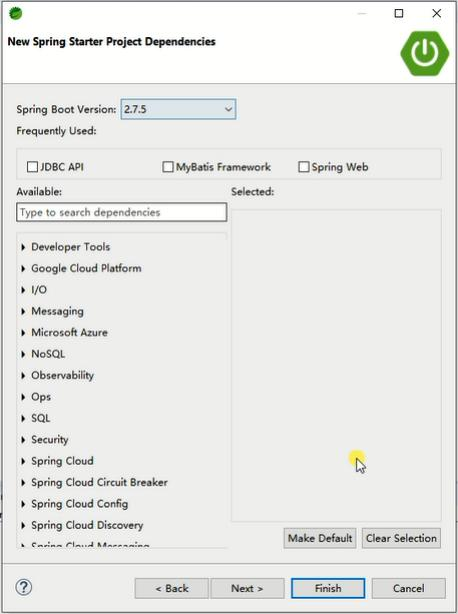 New Spring Starter Project Dependencies
Spring Boot Version: 2.7.5
Frequently Used:
JDBC API MyBatis Framework Spring Web
Available: Selected:
Type to search dependencies
Developer Tools
Google Cloud Platform
I/O
Messaging
Microsoft Azure
NoSQL
Observability
Ops
SQL
Security
Spring Cloud
Spring Cloud Circuit Breaker
Spring Cloud Config
Spring Cloud Discovery
Spring Cloud Messaging
Make Default Clear Selection
? < Back Next > Finish Cancel